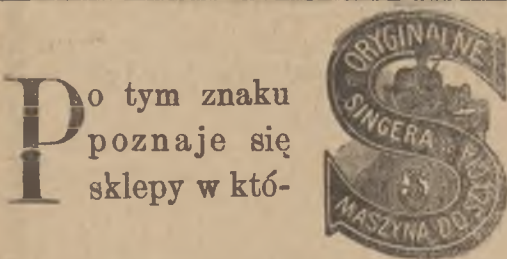 Po tym znaku
poznaje się
sklepy w któ-
ORYGINALNE
SINGERA
MASZYNA DO SZYCIA